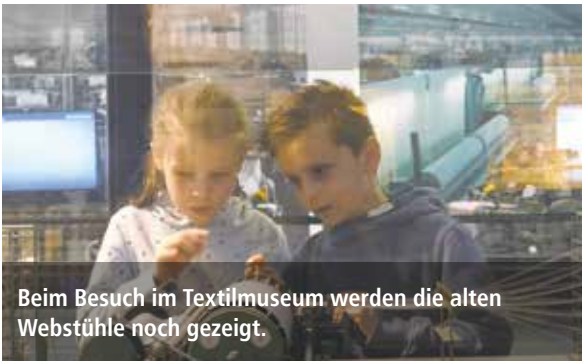 Beim Besuch im Textilmuseum werden die alten
Webstühle noch gezeigt.